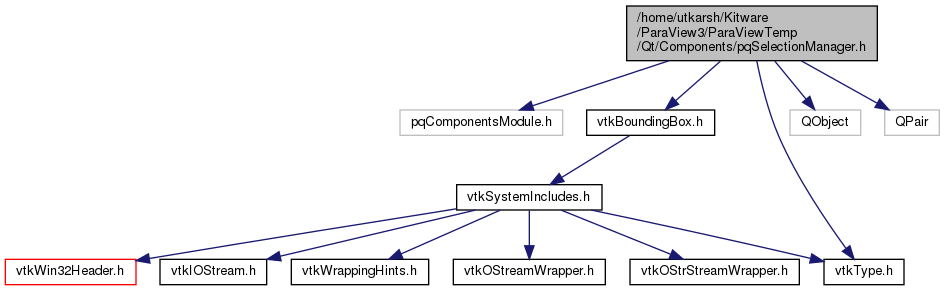 /home/utkarsh/Kitware
/ParaView3/ParaViewTemp
/Qt/Components/pqSelectionManager.h
pqComponentsModule.h
vtkBoundingBox.h
QObject
QPair
vtkSystemIncludes.h
vtkWin32Header.h
vtkIOStream.h
vtkWrappingHints.h
vtkOStreamWrapper.h
vtkOStrStreamWrapper.h
vtkType.h